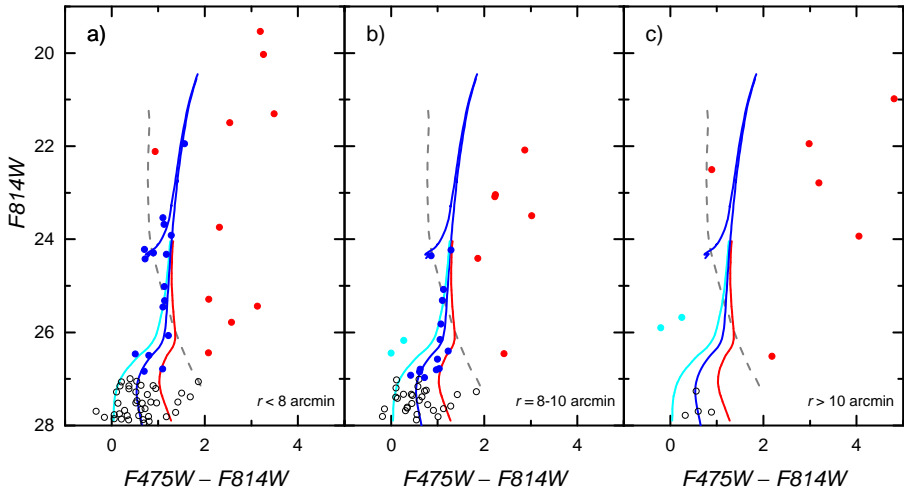 a)
b)
c)
20
22
24
26
28
F814W
r < 8 arcmin
r = 8-10 arcmin
r > 10 arcmin
0 2 4 0 2 4 0 2 4
F475W – F814W F475W – F814W F475W – F814W